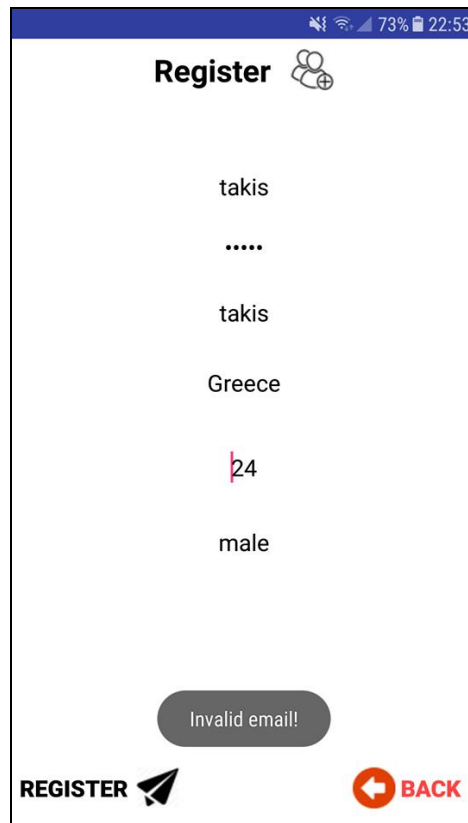 73% 22:53
Register
takis
•••••
takis
Greece
24
male
Invalid email!
REGISTER BACK